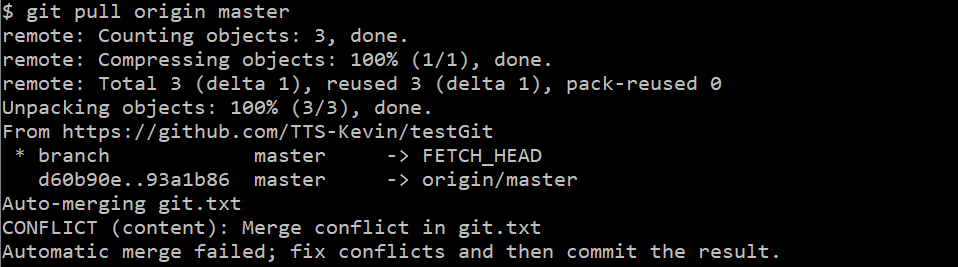 $ git pull origin master
remote: Counting objects: 3, done.
remote: Compressing objects: 100% (1/1), done.
remote: Total 3 (delta 1), reused 3 (delta 1), pack-reused 0
Unpacking objects: 100% (3/3), done.
From https://github.com/TTS-Kevin/testGit
 * branch            master     -> FETCH_HEAD
   d60b90e..93a1b86  master     -> origin/master
Auto-merging git.txt
CONFLICT (content): Merge conflict in git.txt
Automatic merge failed; fix conflicts and then commit the result.